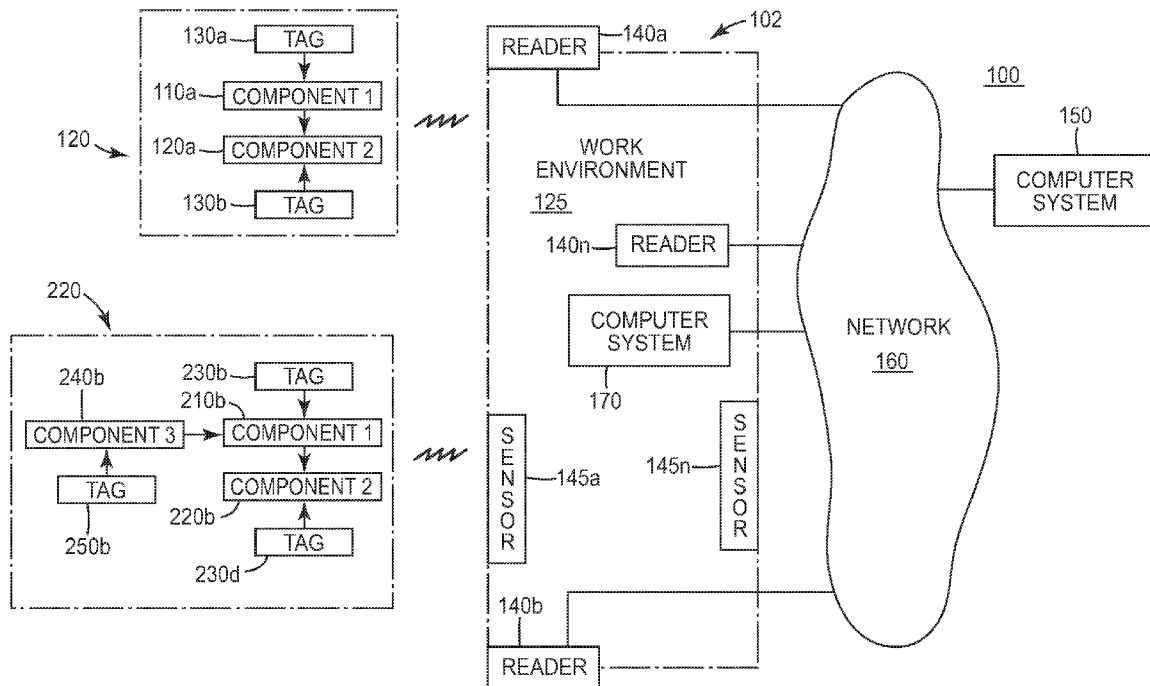 102
130a
TAG
READER
140a
110a
COMPONENT 1
100
120
120a
COMPONENT 2
150
WORK
ENVIRONMENT
125
COMPUTER
SYSTEM
130b
TAG
140n
READER
220
COMPUTER
SYSTEM
NETWORK
160
230b
TAG
240b
210b
170
COMPONENT 3
COMPONENT 1
SENSOR
145a
145n
SENSOR
TAG
COMPONENT 2
220b
250b
TAG
230d
140b
READER